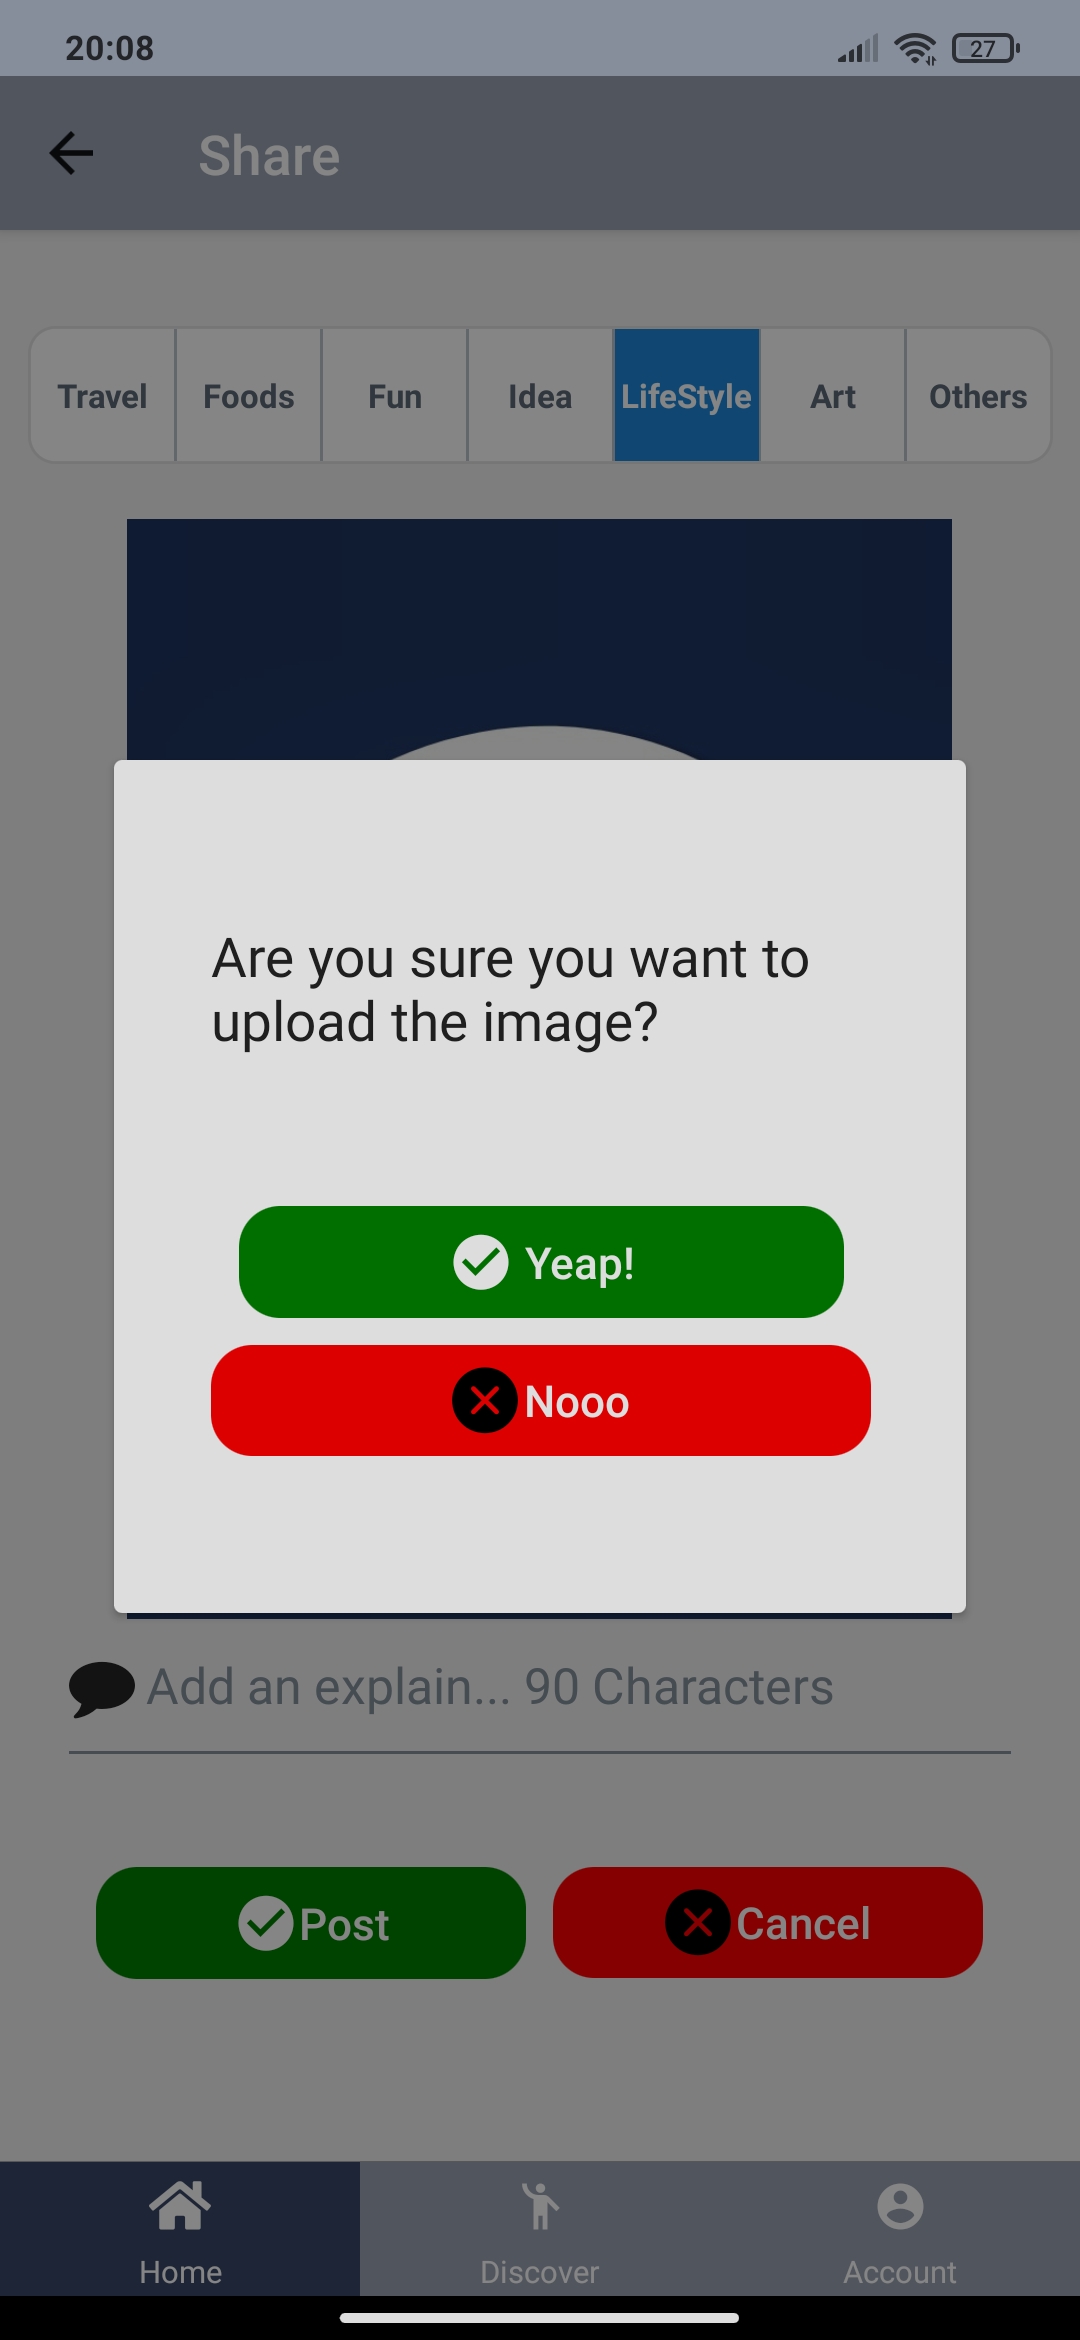 20:08
27
Share
Travel Foods Fun Idea LifeStyle Art Others
Are you sure you want to
upload the image?
Yeap!
Nooo
Add an explain... 90 Characters
Post Cancel
Home Discover Account